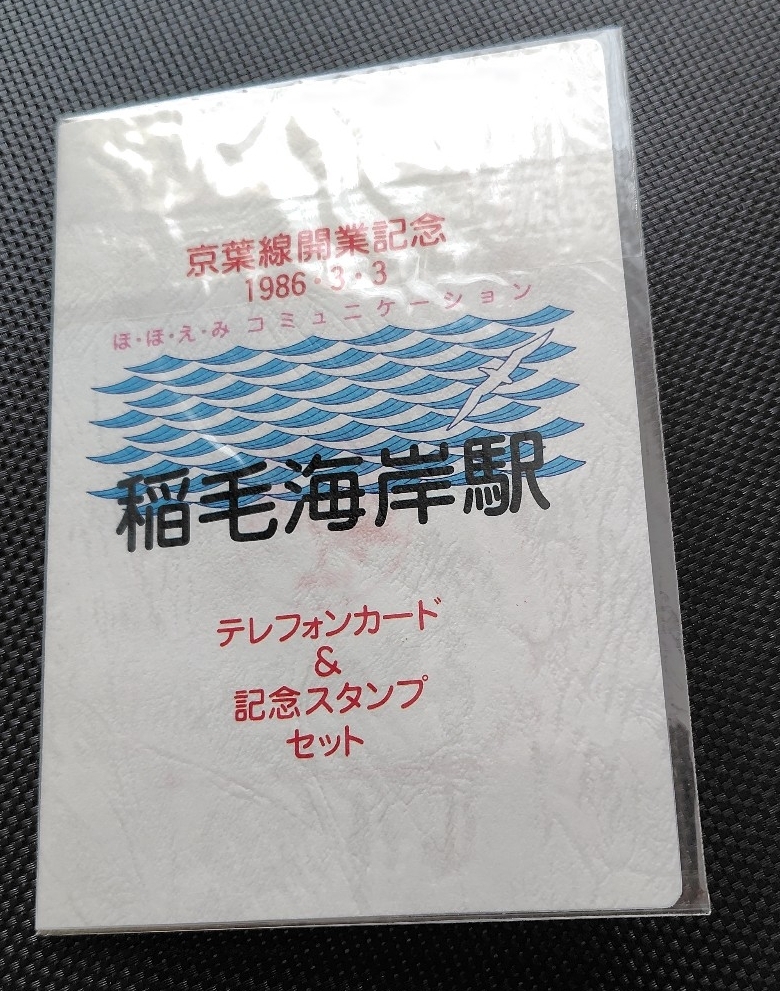 京葉線開業記念
1986・3・3
ほ・ほ・え・み コミュニケーション
稲毛海岸駅
テレフォンカード
&
記念スタンプ
セット